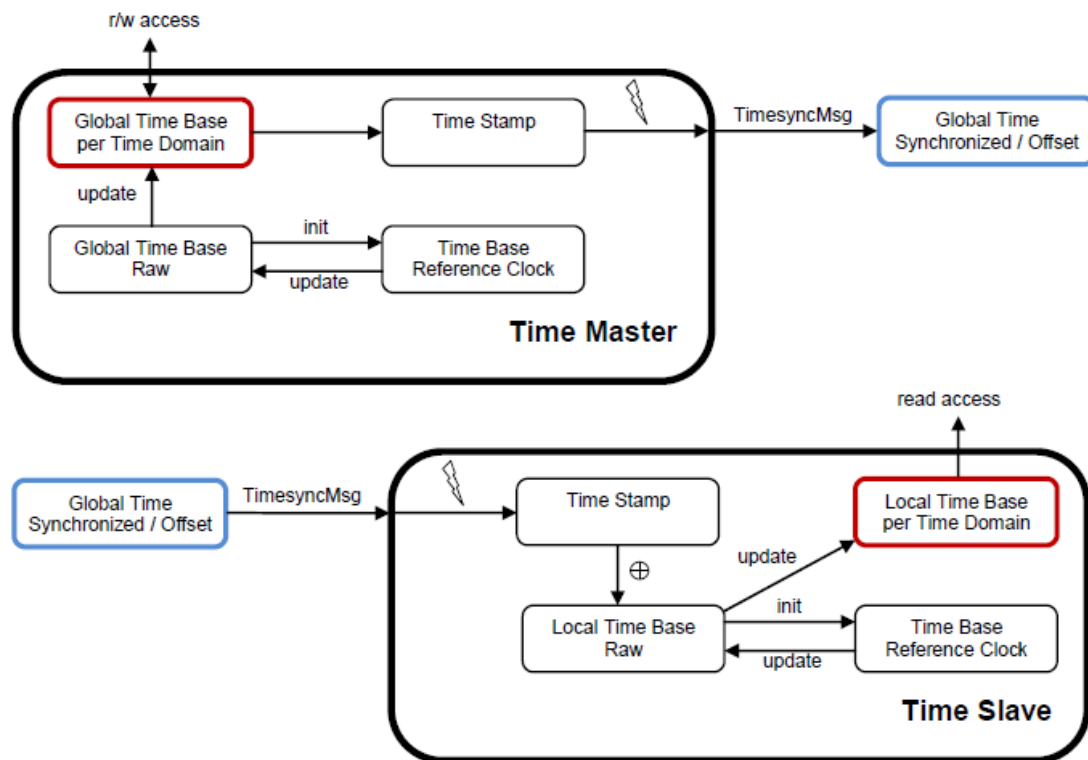 r/w access
Global Time Base
per Time Domain
Time Stamp
TimesyncMsg
Global Time
Synchronized / Offset
update
Global Time Base
Raw
init
update
Time Base
Reference Clock
Time Master
read access
Global Time
Synchronized / Offset
TimesyncMsg
Time Stamp
Local Time Base
per Time Domain
update
Local Time Base
Raw
init
update
Time Base
Reference Clock
Time Slave